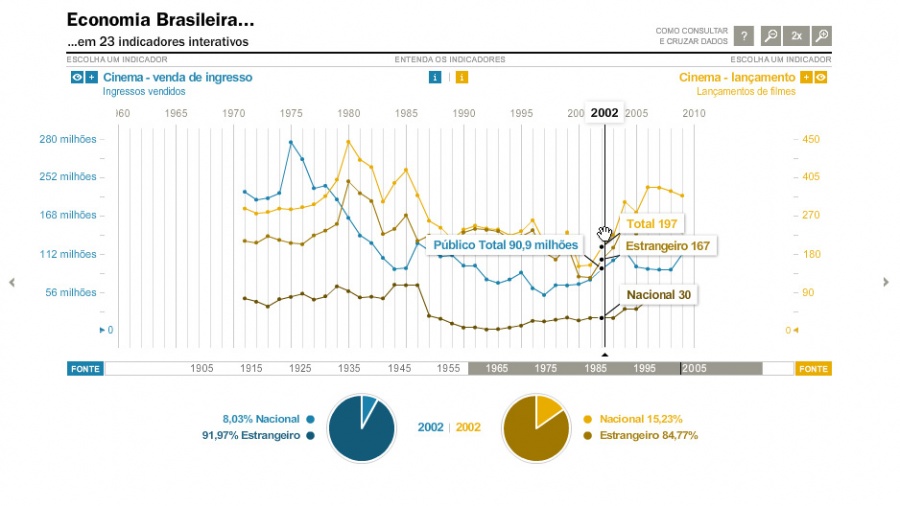 Economia Brasileira...
...em 23 indicadores interativos
COMO CONSULTAR
E CRUZAR DADOS
?
2x
ESCOLHA UM INDICADOR
ENTENDA OS INDICADORES
ESCOLHA UM INDICADOR
Cinema - venda de ingresso
i | i
Cinema - lançamento
Ingressos vendidos
Lançamentos de filmes
1965 1970 1975 1980 1985 1990 1995 2002 2005 2010
280 milhões
450
252 milhões
405
168 milhões
270
Total 197
Público Total 90,9 milhões
Estrangeiro 167
112 milhões
180
56 milhões
90
Nacional 30
0
0
FONTE
1905 1915 1925 1935 1945 1955 1965 1975 1985 1995 2005
FONTE
8,03% Nacional
91,97% Estrangeiro
2002 | 2002
Nacional 15,23%
Estrangeiro 84,77%